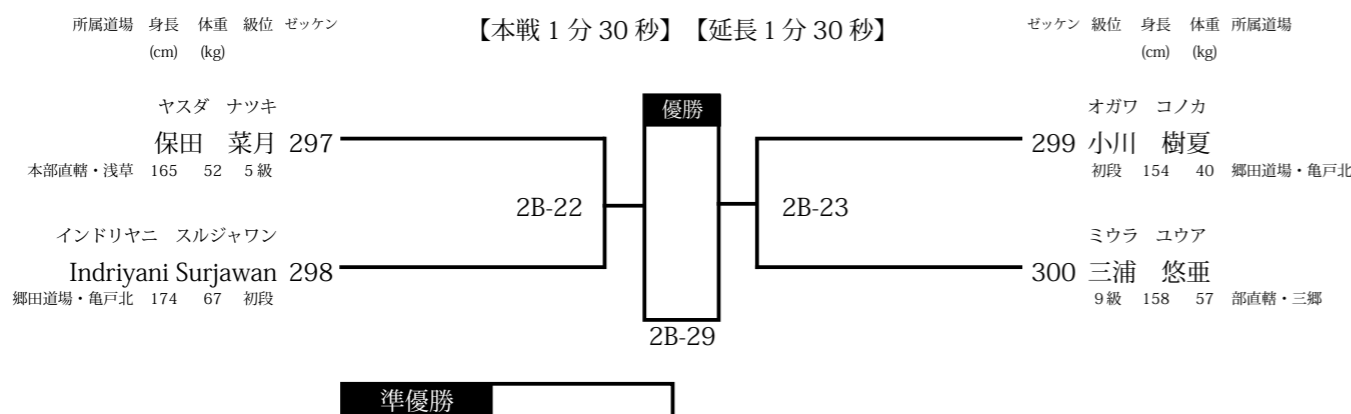 所属道場 身長 体重 級位 ゼッケン
(cm) (kg)
【本戦 1 分 30 秒】【延長 1 分 30 秒】
ゼッケン 級位 身長 体重 所属道場
(cm) (kg)
ヤスダ ナツキ
保田 菜月 297
本部直轄・浅草 165 52 5級
インドリヤニ スルジャワン
Indriyani Surjawan 298
郷田道場・亀戸北 174 67 初段
2B-22
優勝
2B-29
2B-23
オガワ コノカ
299 小川 樹夏
初段 154 40 郷田道場・亀戸北
ミウラ ユウア
300 三浦 悠亜
9級 158 57 部直轄・三郷
準優勝